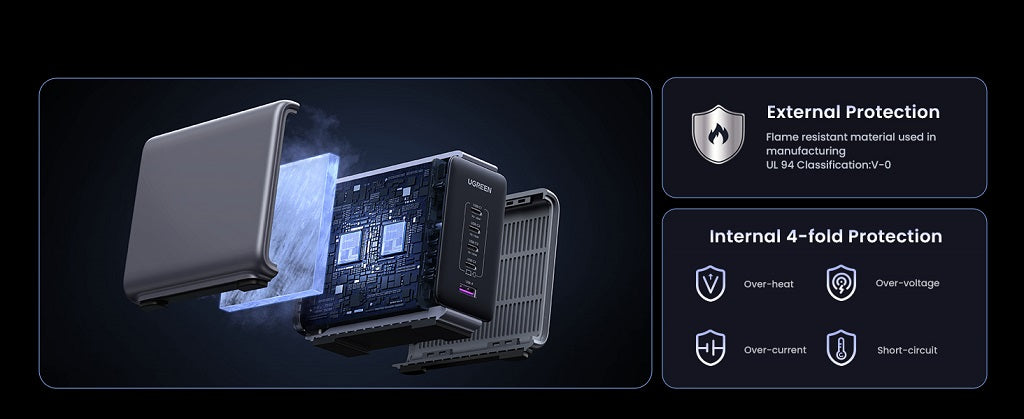 UGREEN
External Protection
Flame resistant material used in
manufacturing
UL 94 Classification:V-0
Internal 4-fold Protection
Over-heat
Over-voltage
Over-current
Short-circuit